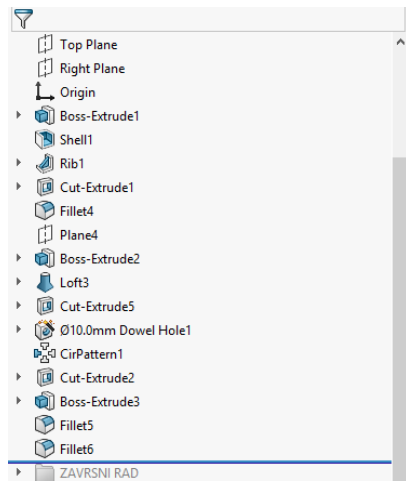 Top Plane
Right Plane
Origin
Boss-Extrude1
Shell1
Rib1
Cut-Extrude1
Fillet4
Plane4
Boss-Extrude2
Loft3
Cut-Extrude5
Ø10.0mm Dowel Hole1
CirPattern1
Cut-Extrude2
Boss-Extrude3
Fillet5
Fillet6
ZAVRSNI RAD